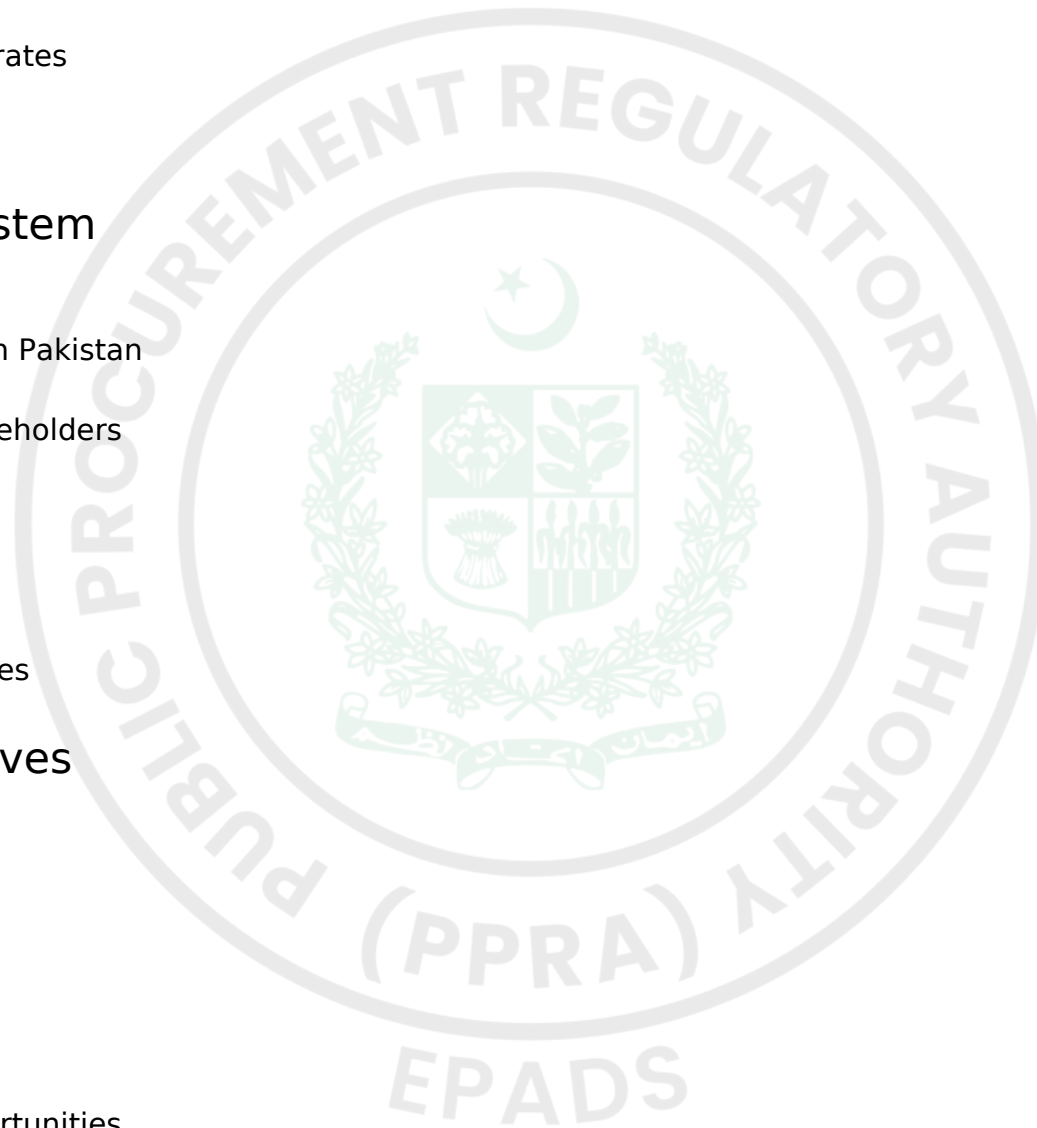 rates
PUBLIC PROCUREMENT REGULATORY AUTHORITY
stem
n Pakistan
eholders
es
ves
(PPRA)
EPADS
rtunities